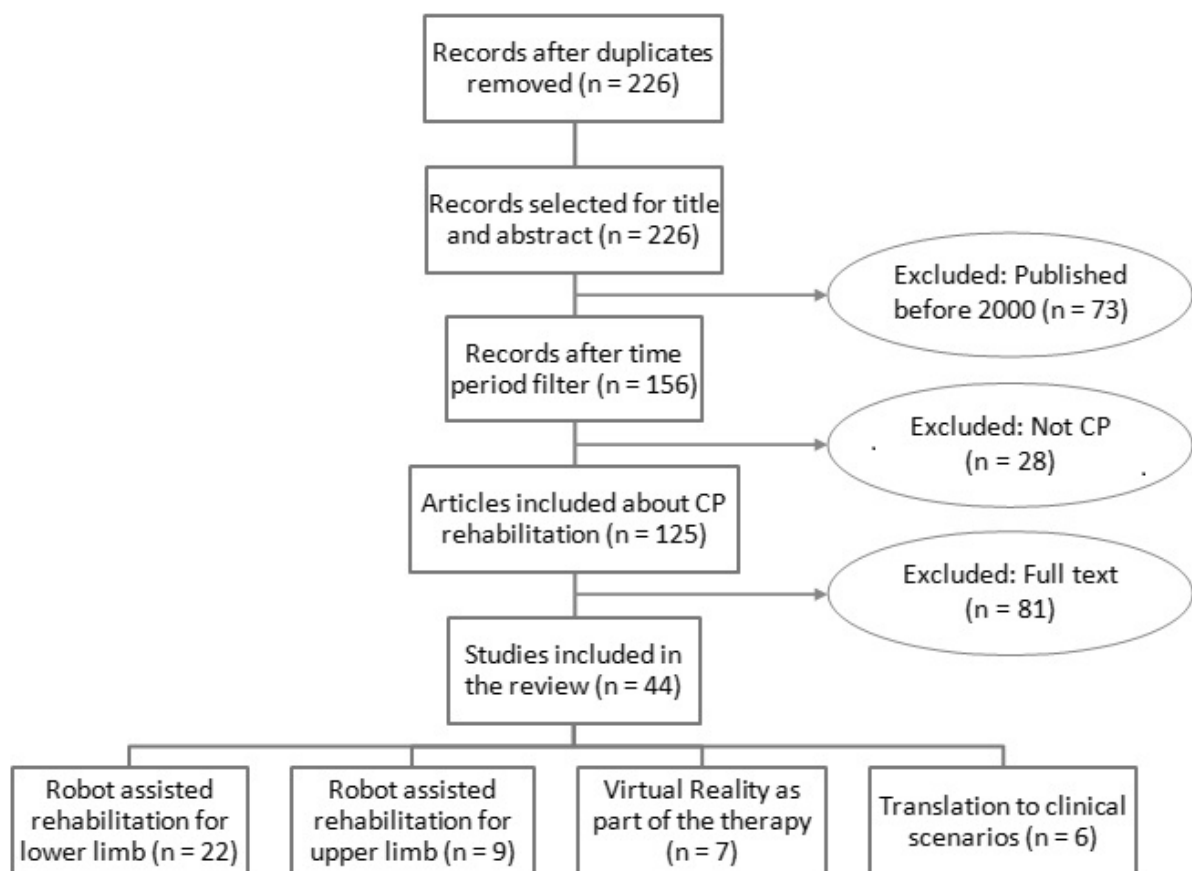 Records after duplicates
removed (n = 226)
Records selected for title
and abstract (n = 226)
Excluded: Published
before 2000 (n = 73)
Records after time
period filter (n = 156)
Excluded: Not CP
(n = 28)
Articles included about CP
rehabilitation (n = 125)
Excluded: Full text
(n = 81)
Studies included in
the review (n = 44)
Robot assisted
rehabilitation for
lower limb (n = 22)
Robot assisted
rehabilitation for
upper limb (n = 9)
Virtual Reality as
part of the therapy
(n = 7)
Translation to clinical
scenarios (n = 6)